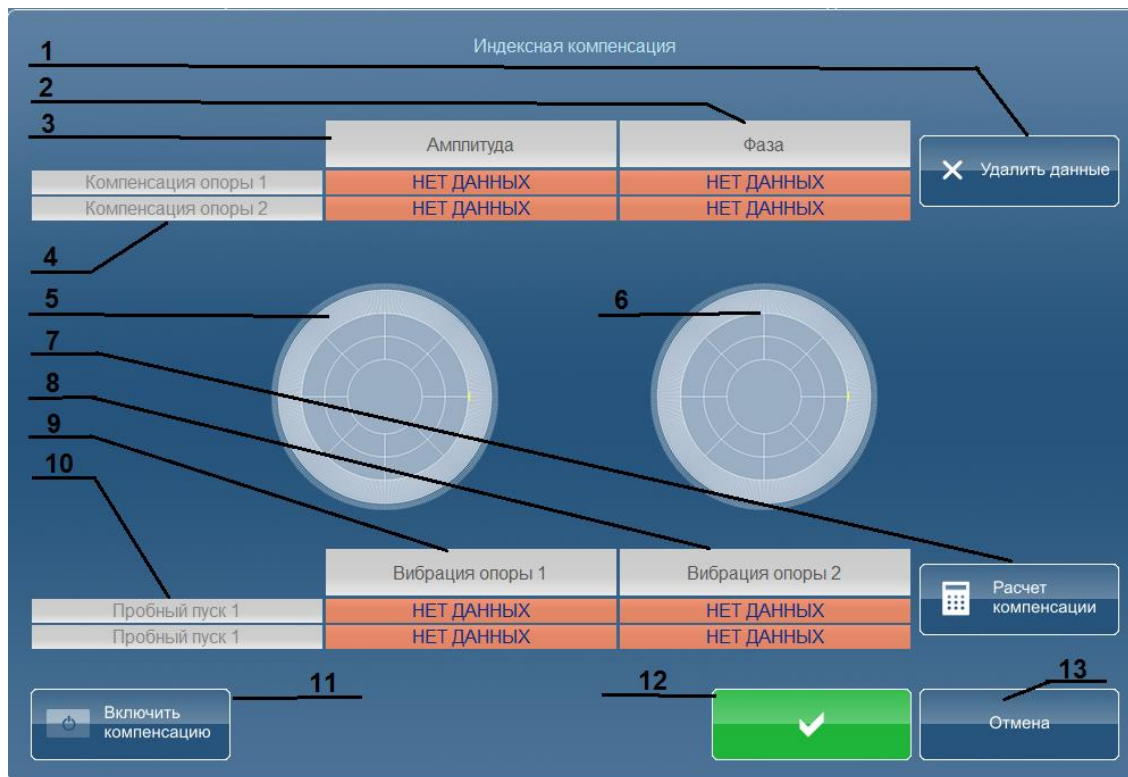 Индексная компенсация
1
2
3
Амплитуда
Фаза
Удалить данные
Компенсация опоры 1
НЕТ ДАННЫХ
НЕТ ДАННЫХ
Компенсация опоры 2
НЕТ ДАННЫХ
НЕТ ДАННЫХ
4
5
6
7
8
9
10
Вибрация опоры 1
Вибрация опоры 2
Расчет
компенсации
Пробный пуск 1
НЕТ ДАННЫХ
НЕТ ДАННЫХ
Пробный пуск 1
НЕТ ДАННЫХ
НЕТ ДАННЫХ
11
12
13
Включить
компенсацию
Отмена